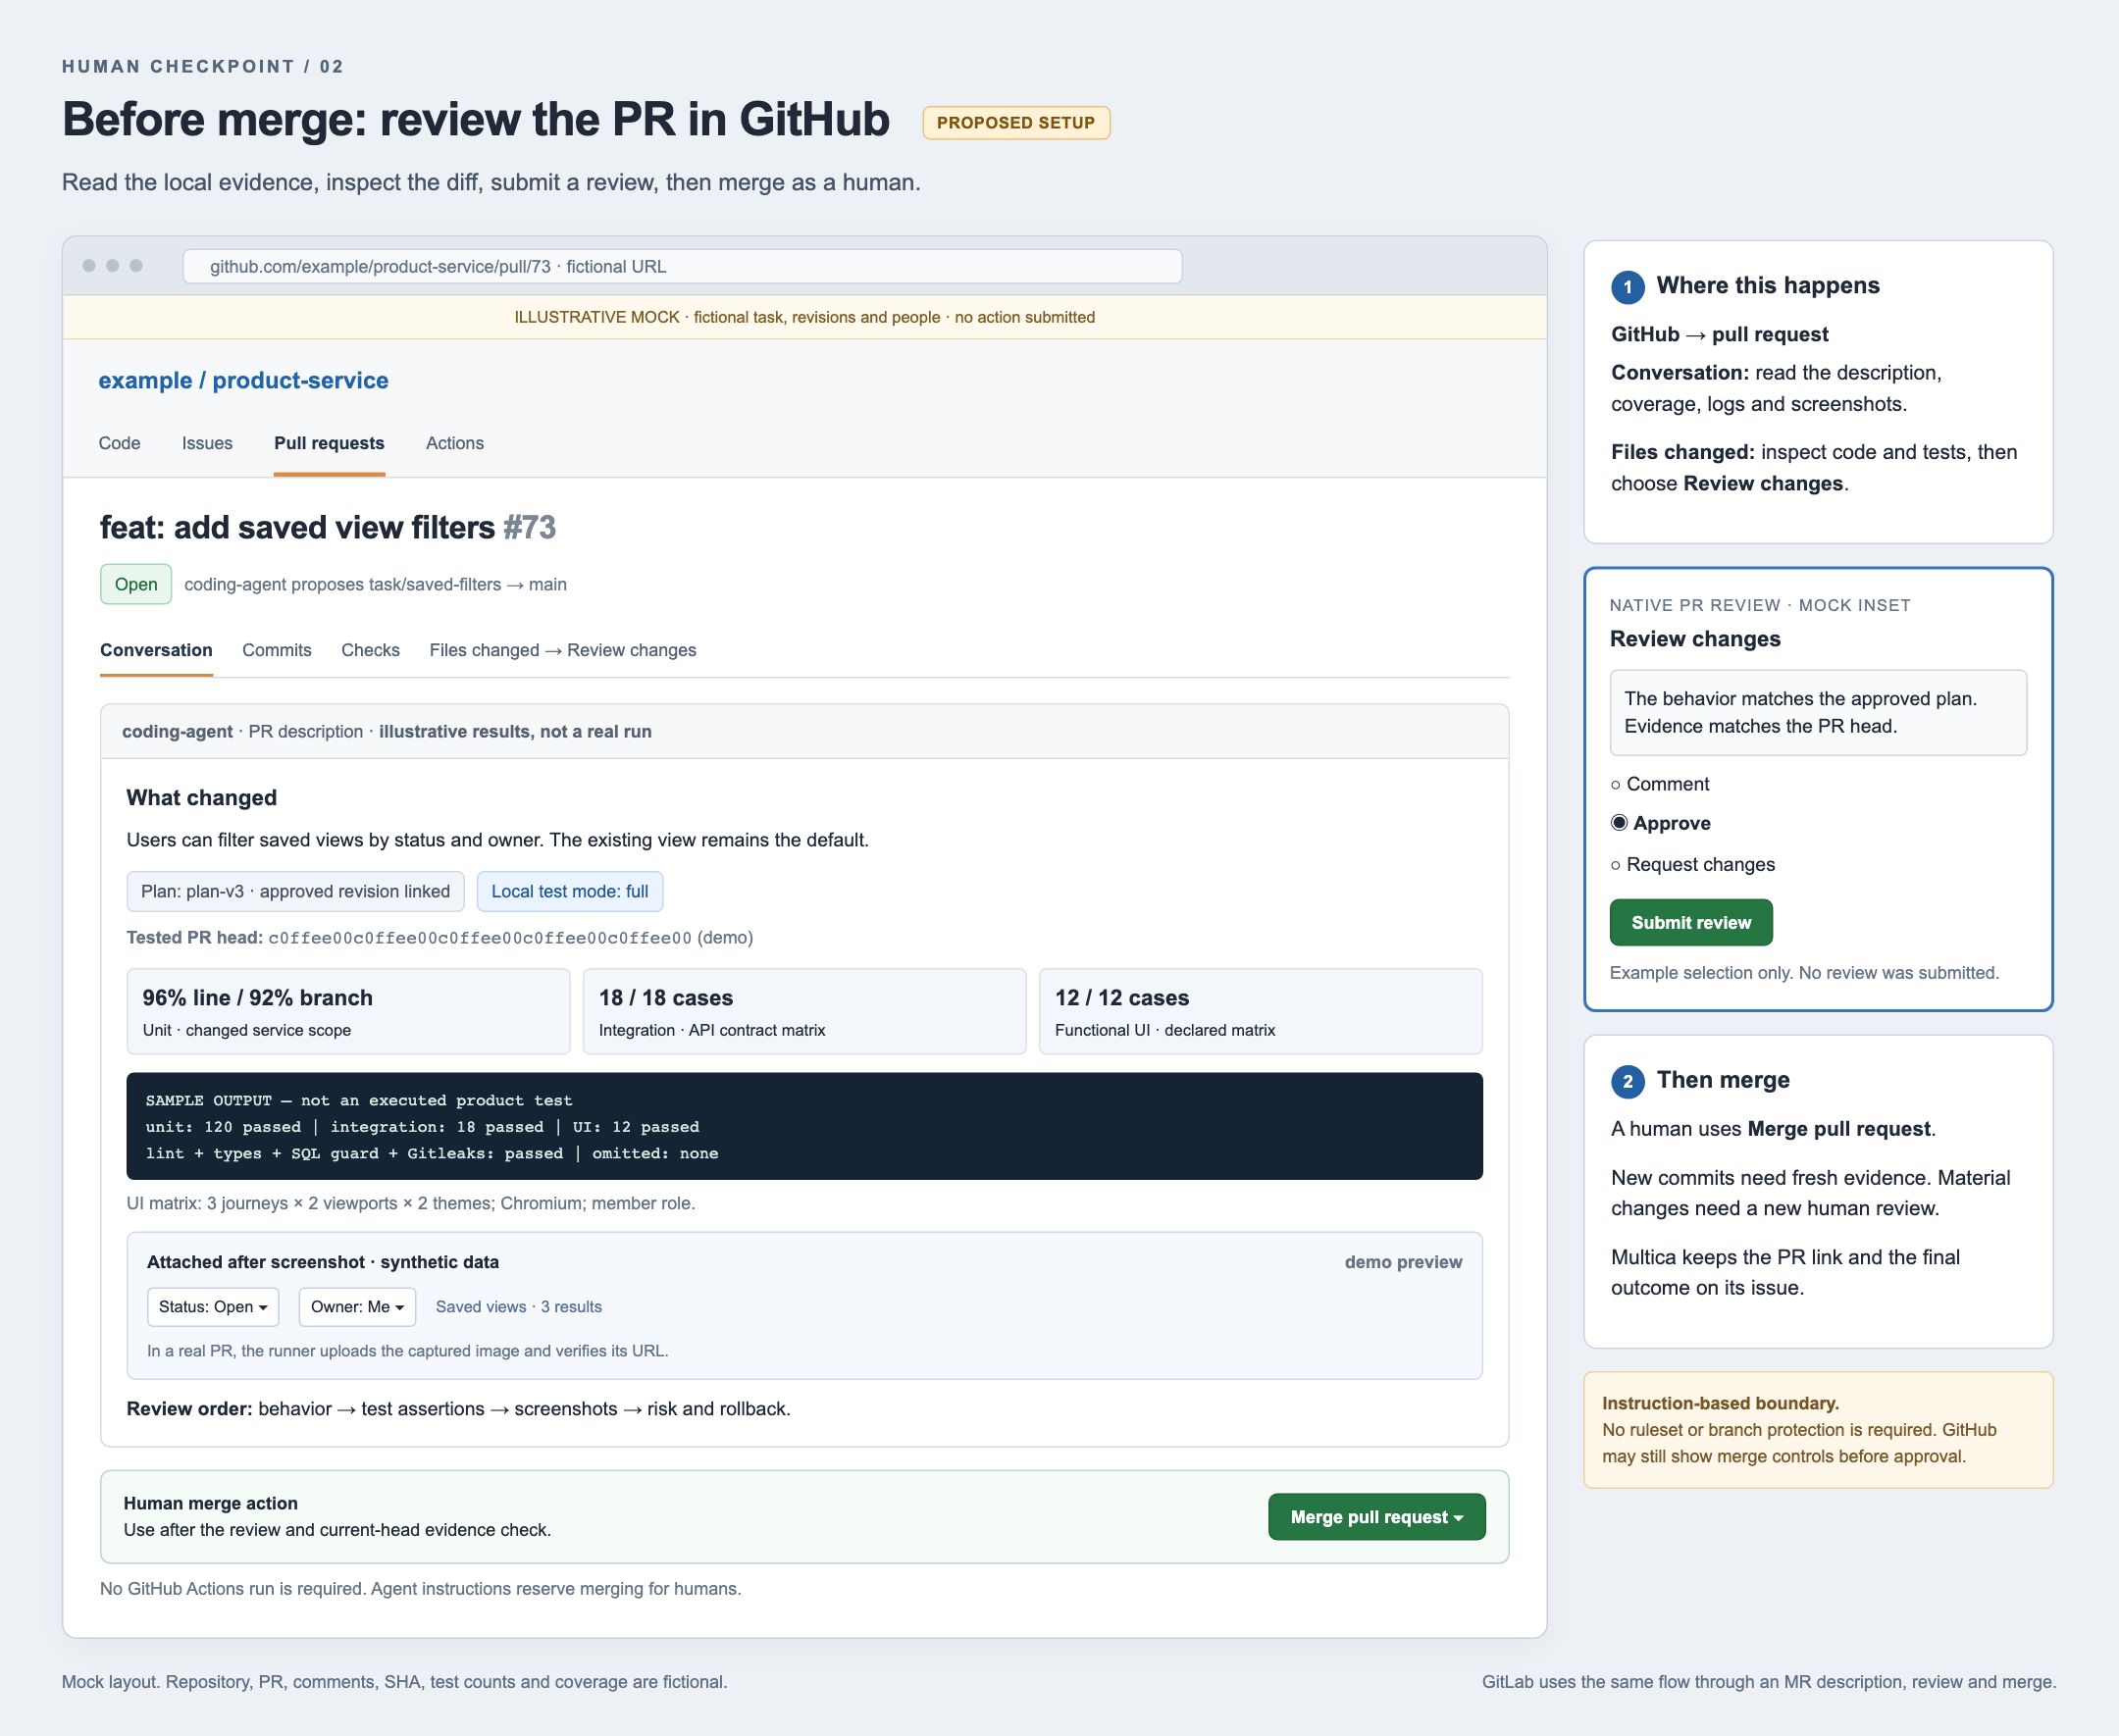 HUMAN CHECKPOINT / 02
Before merge: review the PR in GitHub
PROPOSED SETUP
Read the local evidence, inspect the diff, submit a review, then merge as a human.
github.com/example/product-service/pull/73 · fictional URL
ILLUSTRATIVE MOCK · fictional task, revisions and people · no action submitted
example / product-service
Code Issues Pull requests Actions
feat: add saved view filters #73
Open coding-agent proposes task/saved-filters → main
Conversation Commits Checks Files changed → Review changes
coding-agent · PR description · illustrative results, not a real run
What changed
Users can filter saved views by status and owner. The existing view remains the default.
Plan: plan-v3 · approved revision linked Local test mode: full
Tested PR head: c0ffee00c0ffee00c0ffee00c0ffee00c0ffee00 (demo)
96% line / 92% branch
Unit · changed service scope
18 / 18 cases
Integration · API contract matrix
12 / 12 cases
Functional UI · declared matrix
SAMPLE OUTPUT — not an executed product test
unit: 120 passed | integration: 18 passed | UI: 12 passed
lint + types + SQL guard + Gitleaks: passed | omitted: none
UI matrix: 3 journeys × 2 viewports × 2 themes; Chromium; member role.
Attached after screenshot · synthetic data demo preview
Status: Open Owner: Me Saved views · 3 results
In a real PR, the runner uploads the captured image and verifies its URL.
Review order: behavior → test assertions → screenshots → risk and rollback.
Human merge action
Use after the review and current-head evidence check.
Merge pull request
No GitHub Actions run is required. Agent instructions reserve merging for humans.
1 Where this happens
GitHub → pull request
Conversation: read the description,
coverage, logs and screenshots.
Files changed: inspect code and tests, then
choose Review changes.
NATIVE PR REVIEW · MOCK INSET
Review changes
The behavior matches the approved plan.
Evidence matches the PR head.
Comment
Approve
Request changes
Submit review
Example selection only. No review was submitted.
2 Then merge
A human uses Merge pull request.
New commits need fresh evidence. Material
changes need a new human review.
Multica keeps the PR link and the final
outcome on its issue.
Instruction-based boundary.
No ruleset or branch protection is required. GitHub
may still show merge controls before approval.
Mock layout. Repository, PR, comments, SHA, test counts and coverage are fictional.
GitLab uses the same flow through an MR description, review and merge.